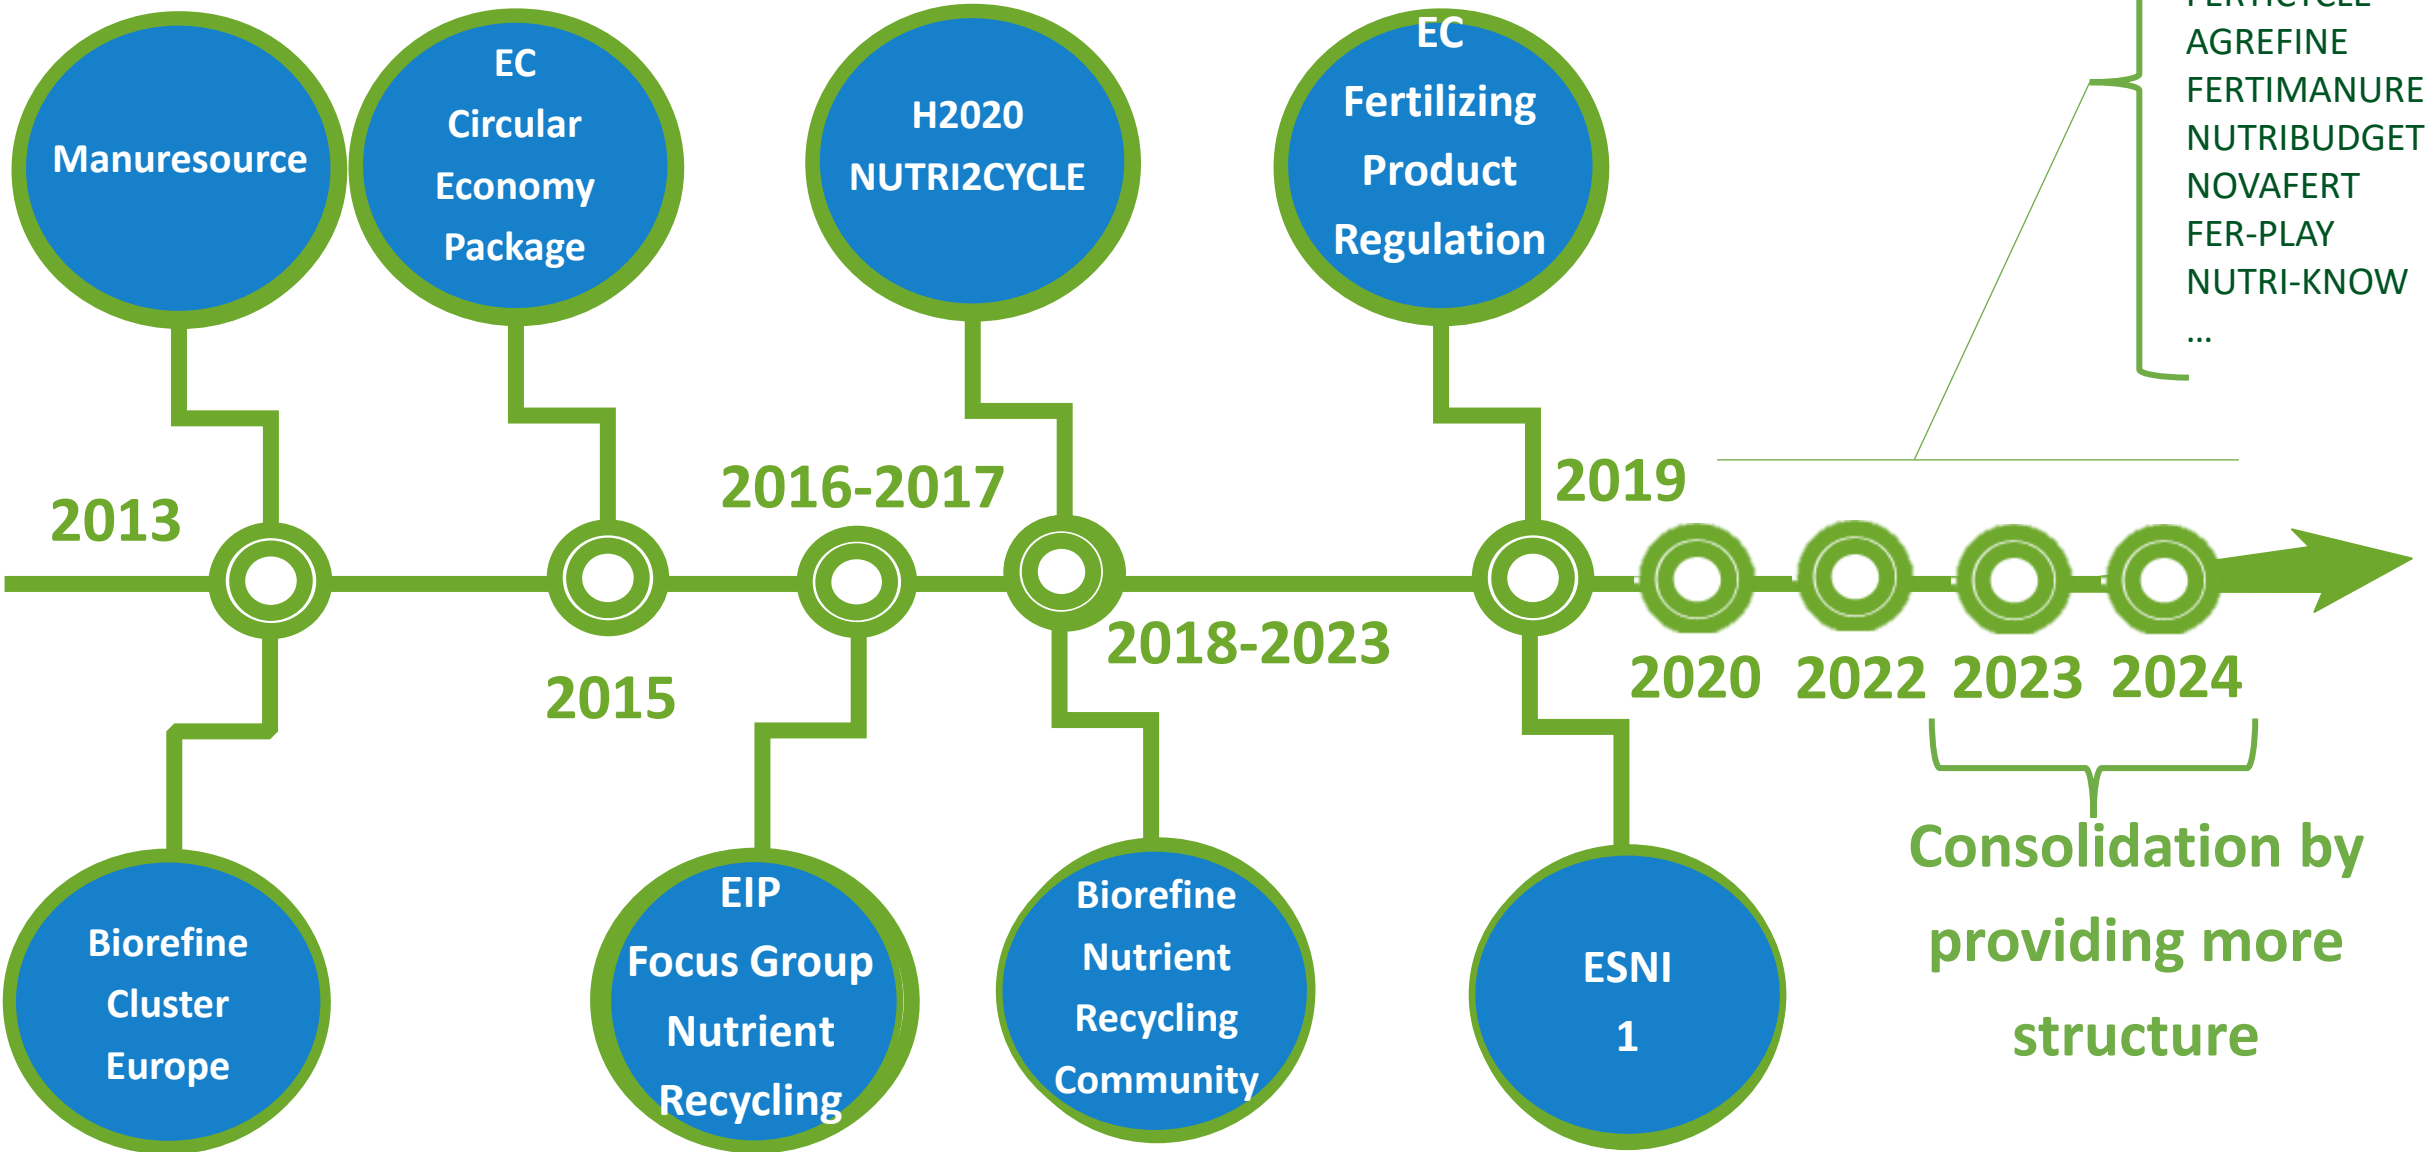 Manuresource
EC
Circular
Economy
Package
H2020
NUTRI2CYCLE
EC
Fertilizing
Product
Regulation
AGREFINE
FERTIMANURE
NUTRIBUDGET
NOVAFERT
FER-PLAY
NUTRI-KNOW
...
2013
2015
2016-2017
2018-2023
2019
2020
2022
2023
2024
Biorefine
Cluster
Europe
EIP
Focus Group
Nutrient
Recycling
Biorefine
Nutrient
Recycling
Community
ESNI
1
Consolidation by
providing more
structure